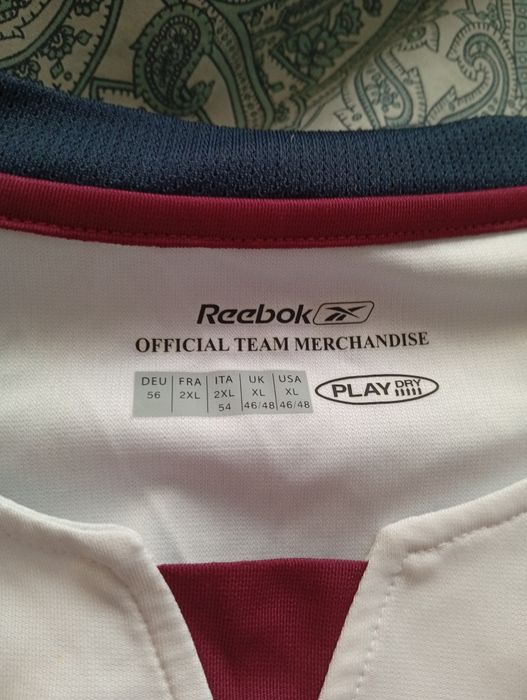 Reebok
OFFICIAL TEAM MERCHANDISE
DEU FRA ITA UK USA
56 2XL 2XL XL XL
54 46/48 46/48
PLAY DRY